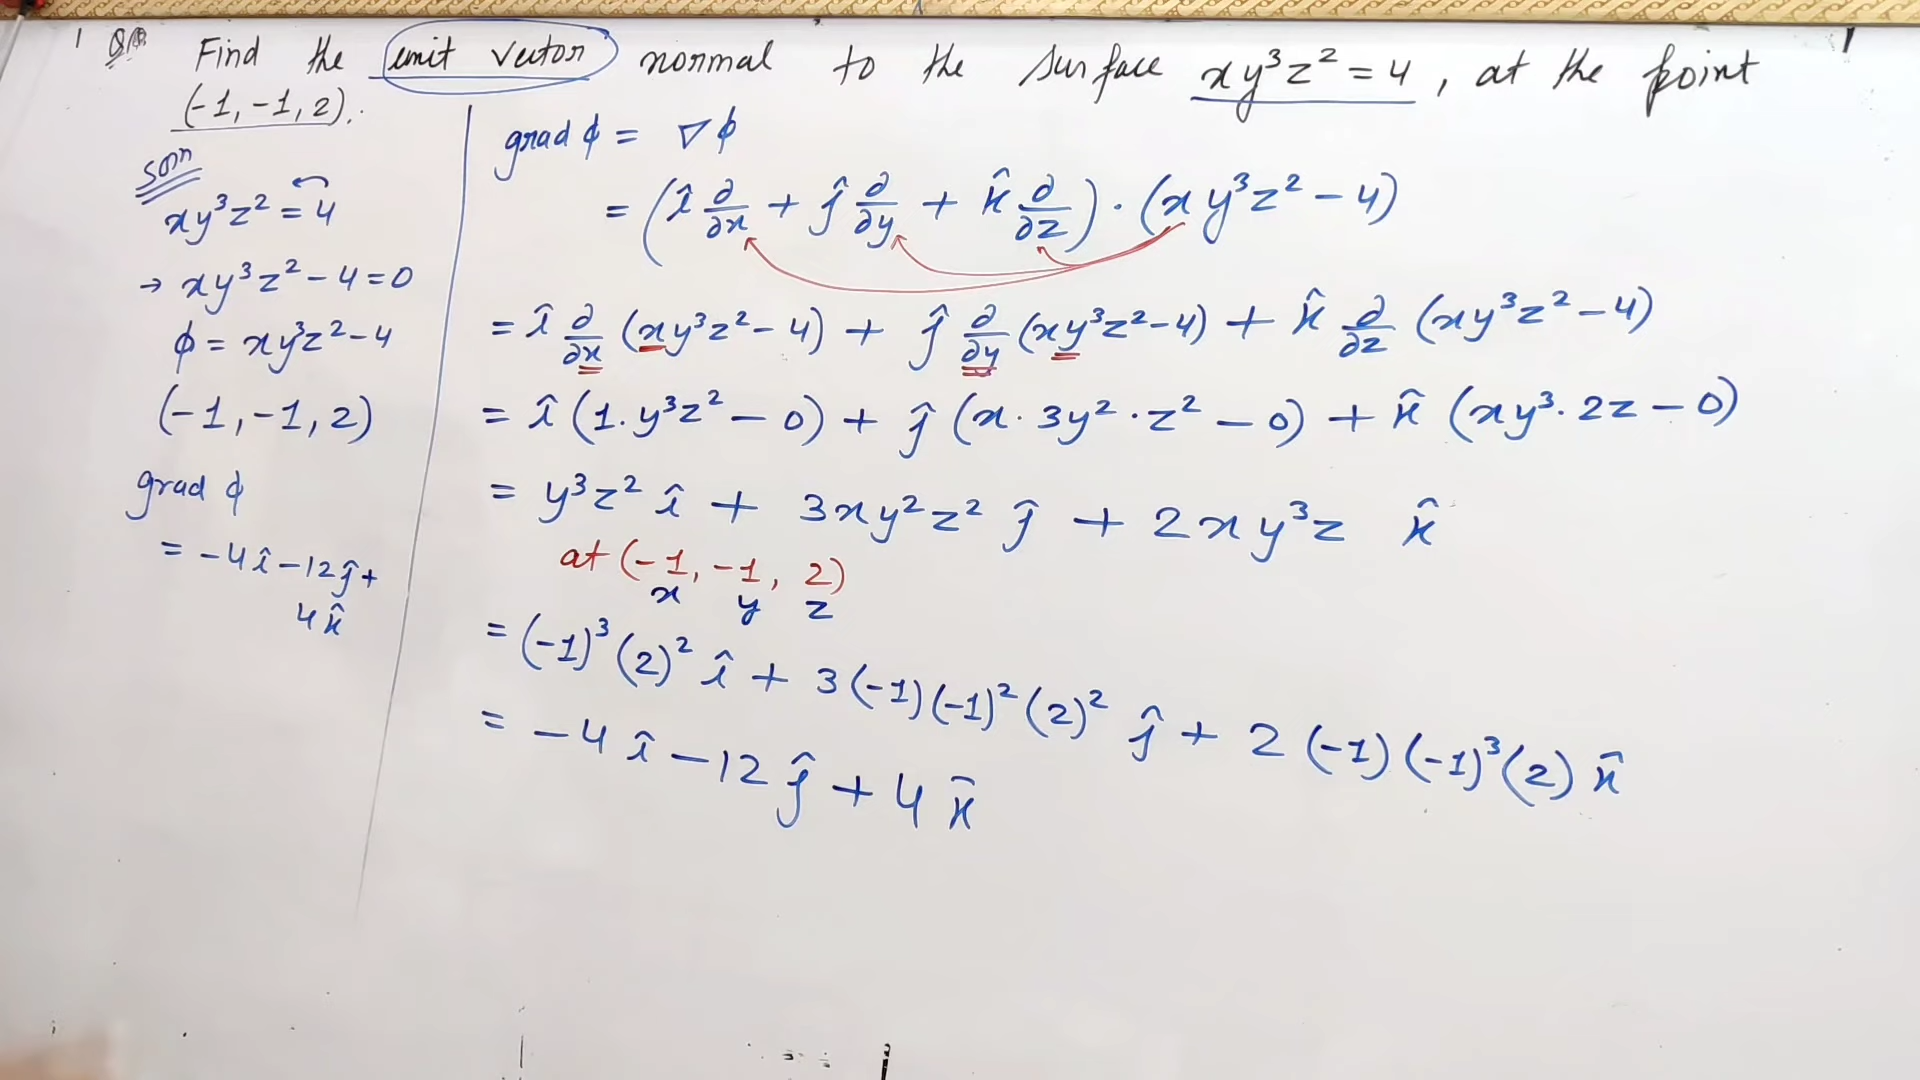 Find the unit vector normal to the surface xy³z² = 4, at the point
(-1, -1, 2).
Soln
xy³z² = 4
→ xy³z² - 4 = 0
ϕ = xy³z² - 4
(-1, -1, 2)
grad ϕ
= -4î - 12ĵ +
4k̂
grad ϕ = ∇ϕ
= (î ∂/∂x + ĵ ∂/∂y + k̂ ∂/∂z) · (xy³z² - 4)
= î ∂/∂x (xy³z² - 4) + ĵ ∂/∂y (xy³z² - 4) + k̂ ∂/∂z (xy³z² - 4)
= î (1. y³z² - 0) + ĵ (x · 3y² · z² - 0) + k̂ (xy³. 2z - 0)
= y³z² î + 3xy²z² ĵ + 2xy³z k̂
at (-1, -1, 2)
x y z
= (-1)³ (2)² î + 3(-1)(-1)² (2)² ĵ + 2 (-1) (-1)³ (2) k̂
= -4 î - 12 ĵ + 4 k̂